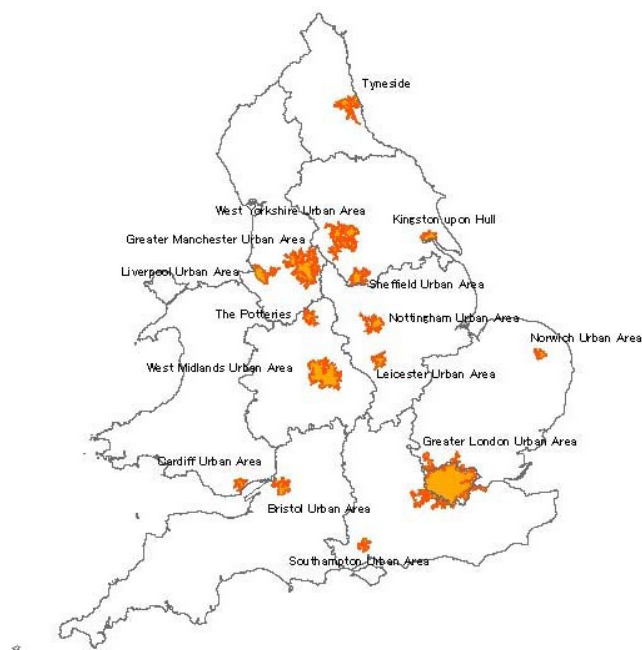 Tyneside
West Yorkshire Urban Area
Kingston upon Hull
Greater Manchester Urban Area
Liverpool Urban Area
Sheffield Urban Area
The Potteries
Nottingham Urban Area
Norwich Urban Area
West Midlands Urban Area
Leicester Urban Area
Greater London Urban Area
Cardiff Urban Area
Bristol Urban Area
Southampton Urban Area